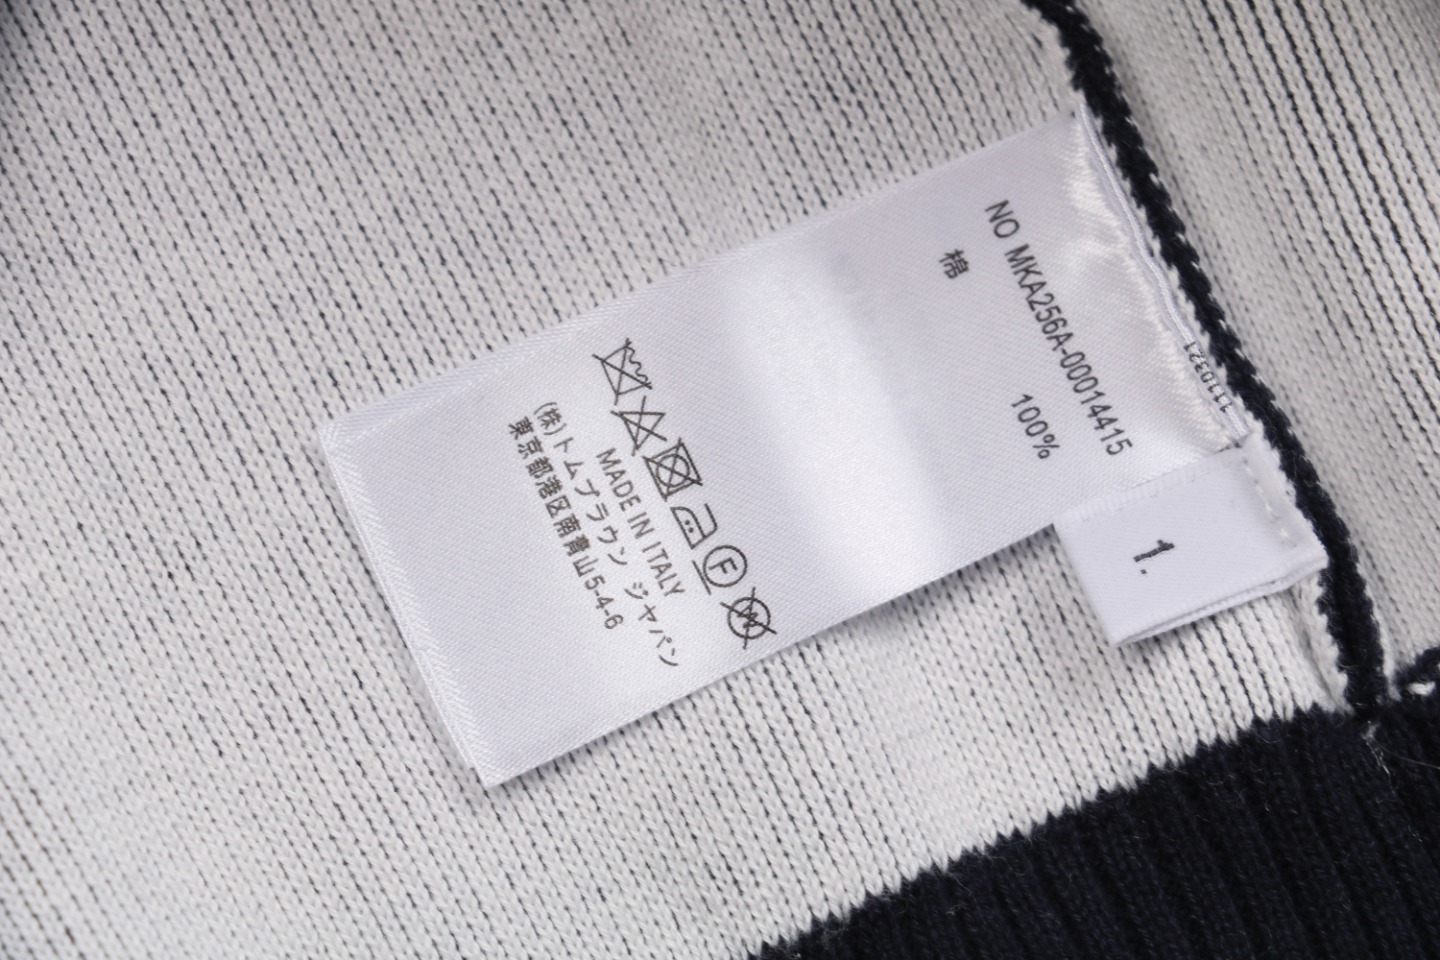 NO MKA256A-00014415
棉 100%
F
W
MADE IN ITALY
(株)トムブラウン ジャパン
東京都港区南青山5-4-6
1.